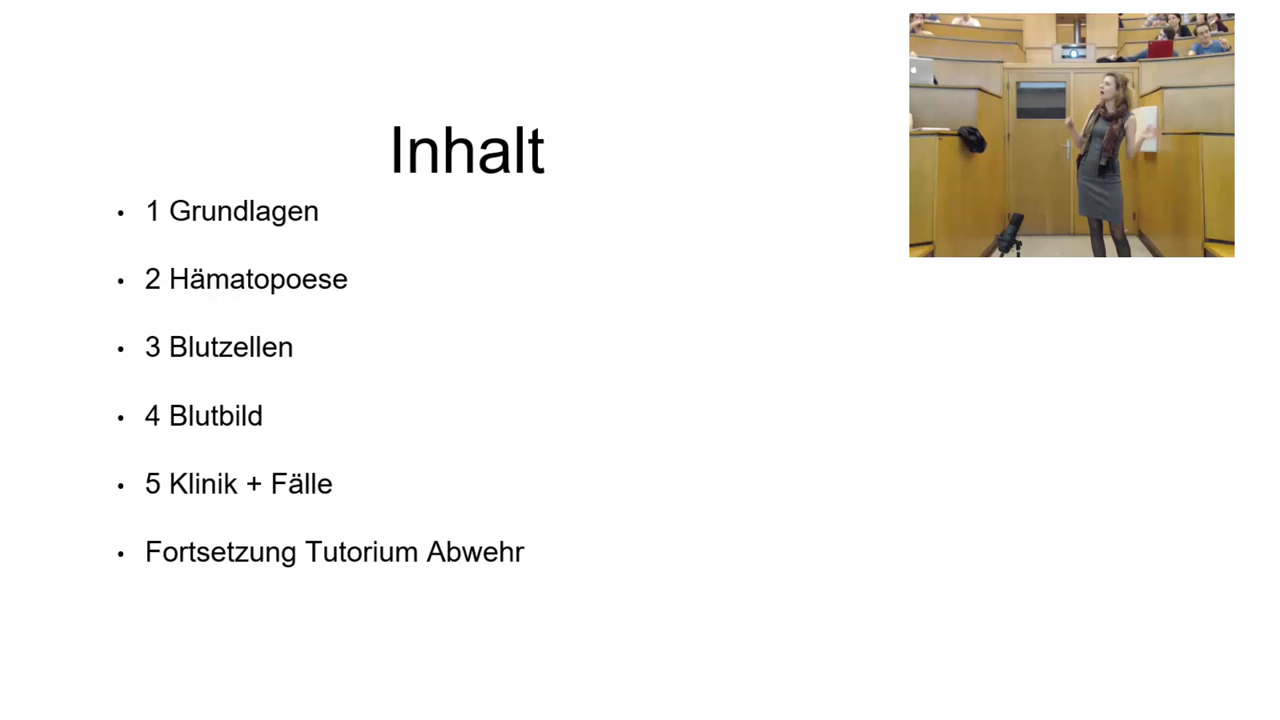 Inhalt
• 1 Grundlagen
• 2 Hämatopoese
• 3 Blutzellen
• 4 Blutbild
• 5 Klinik + Fälle
• Fortsetzung Tutorium Abwehr